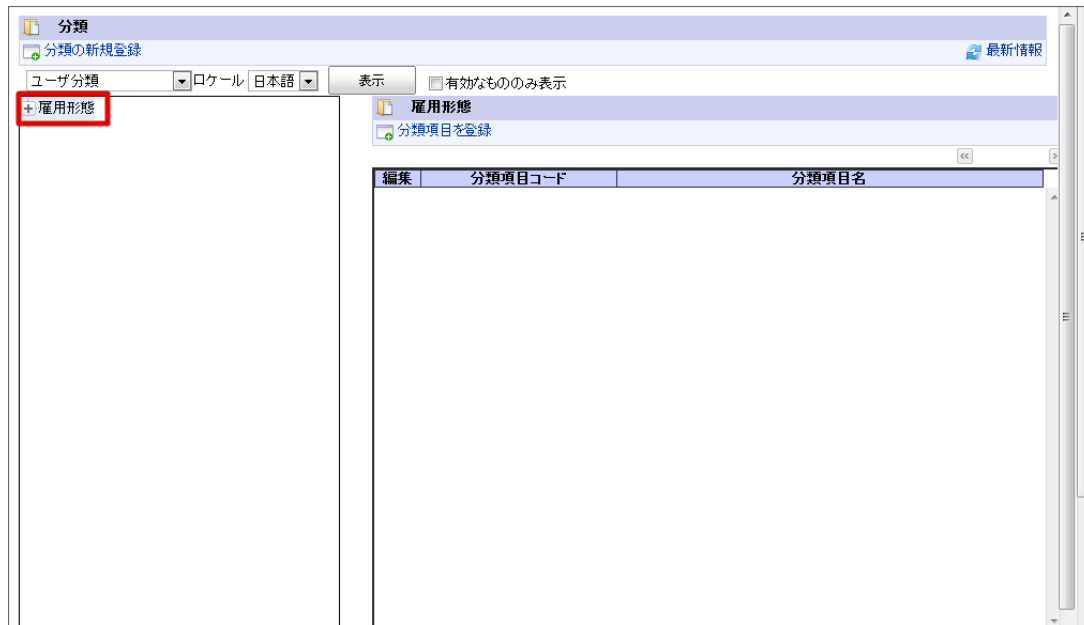 分類
分類の新規登録 最新情報
ユーザ分類 ロケール 日本語 表示 有効なもののみ表示
雇用形態
雇用形態
分類項目を登録
編集 分類項目コード 分類項目名